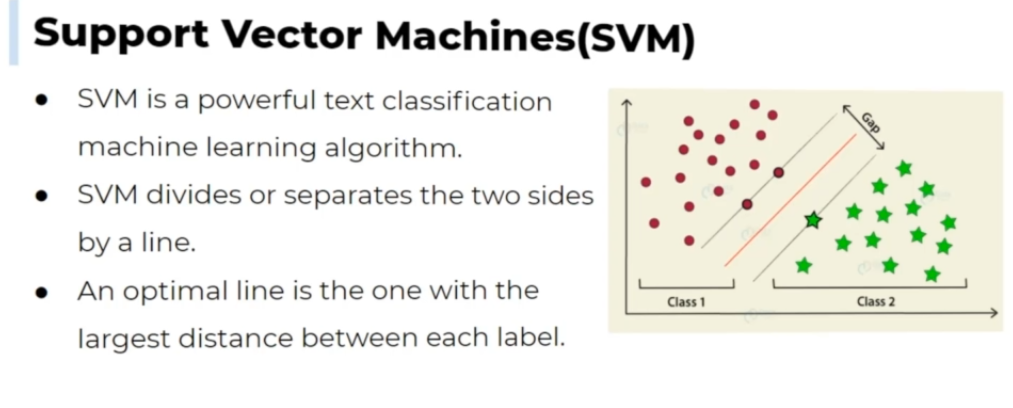 Support Vector Machines(SVM)
● SVM is a powerful text classification
machine learning algorithm.
● SVM divides or separates the two sides
by a line.
● An optimal line is the one with the
largest distance between each label.
Gap
Class 1
Class 2